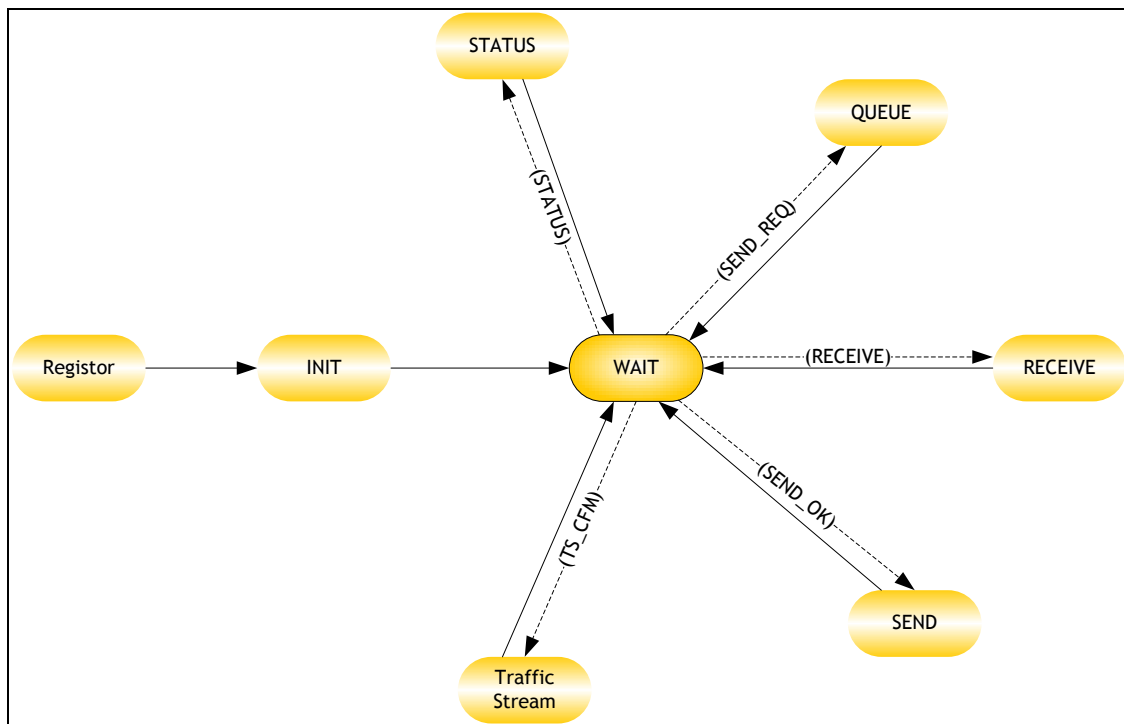 STATUS
QUEUE
(STATUS)
(SEND_REQ)
Registor
INIT
WAIT
(RECEIVE)
RECEIVE
(SEND_OK)
(TS_CFM)
SEND
Traffic
Stream